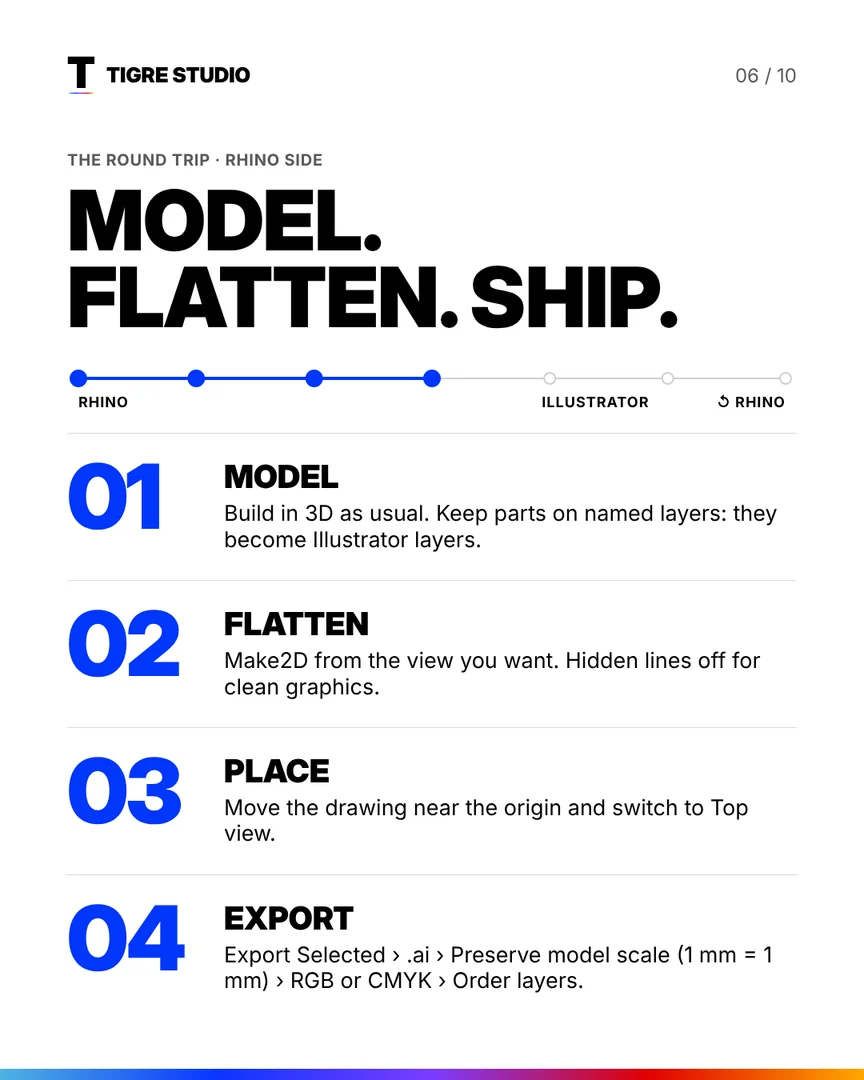 T TIGRE STUDIO
06 / 10
THE ROUND TRIP · RHINO SIDE
MODEL.
FLATTEN. SHIP.
RHINO
ILLUSTRATOR
↺ RHINO
01
MODEL
Build in 3D as usual. Keep parts on named layers: they
become Illustrator layers.
02
FLATTEN
Make2D from the view you want. Hidden lines off for
clean graphics.
03
PLACE
Move the drawing near the origin and switch to Top
view.
04
EXPORT
Export Selected › .ai › Preserve model scale (1 mm = 1
mm) › RGB or CMYK › Order layers.